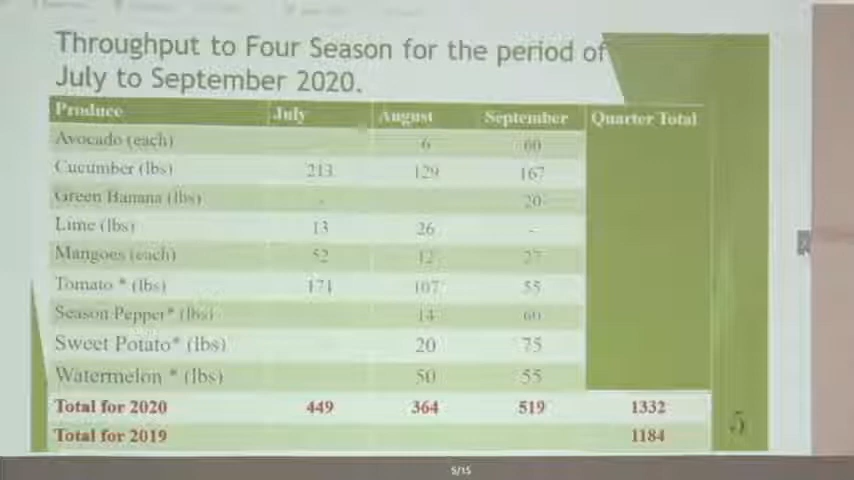 Throughput to Four Season for the period of
July to September 2020.
Produce July August September Quarter Total
Avocado (each) 6 60
Cucumber (lbs) 213 129 167
Green Banana (lbs) - 20
Lime (lbs) 13 26 -
Mangoes (each) 52 12 27
Tomato * (lbs) 171 107 55
Season Pepper* (lbs) 14 60
Sweet Potato* (lbs) 20 75
Watermelon * (lbs) 50 55
Total for 2020 449 364 519 1332
Total for 2019 1184
5
5/15